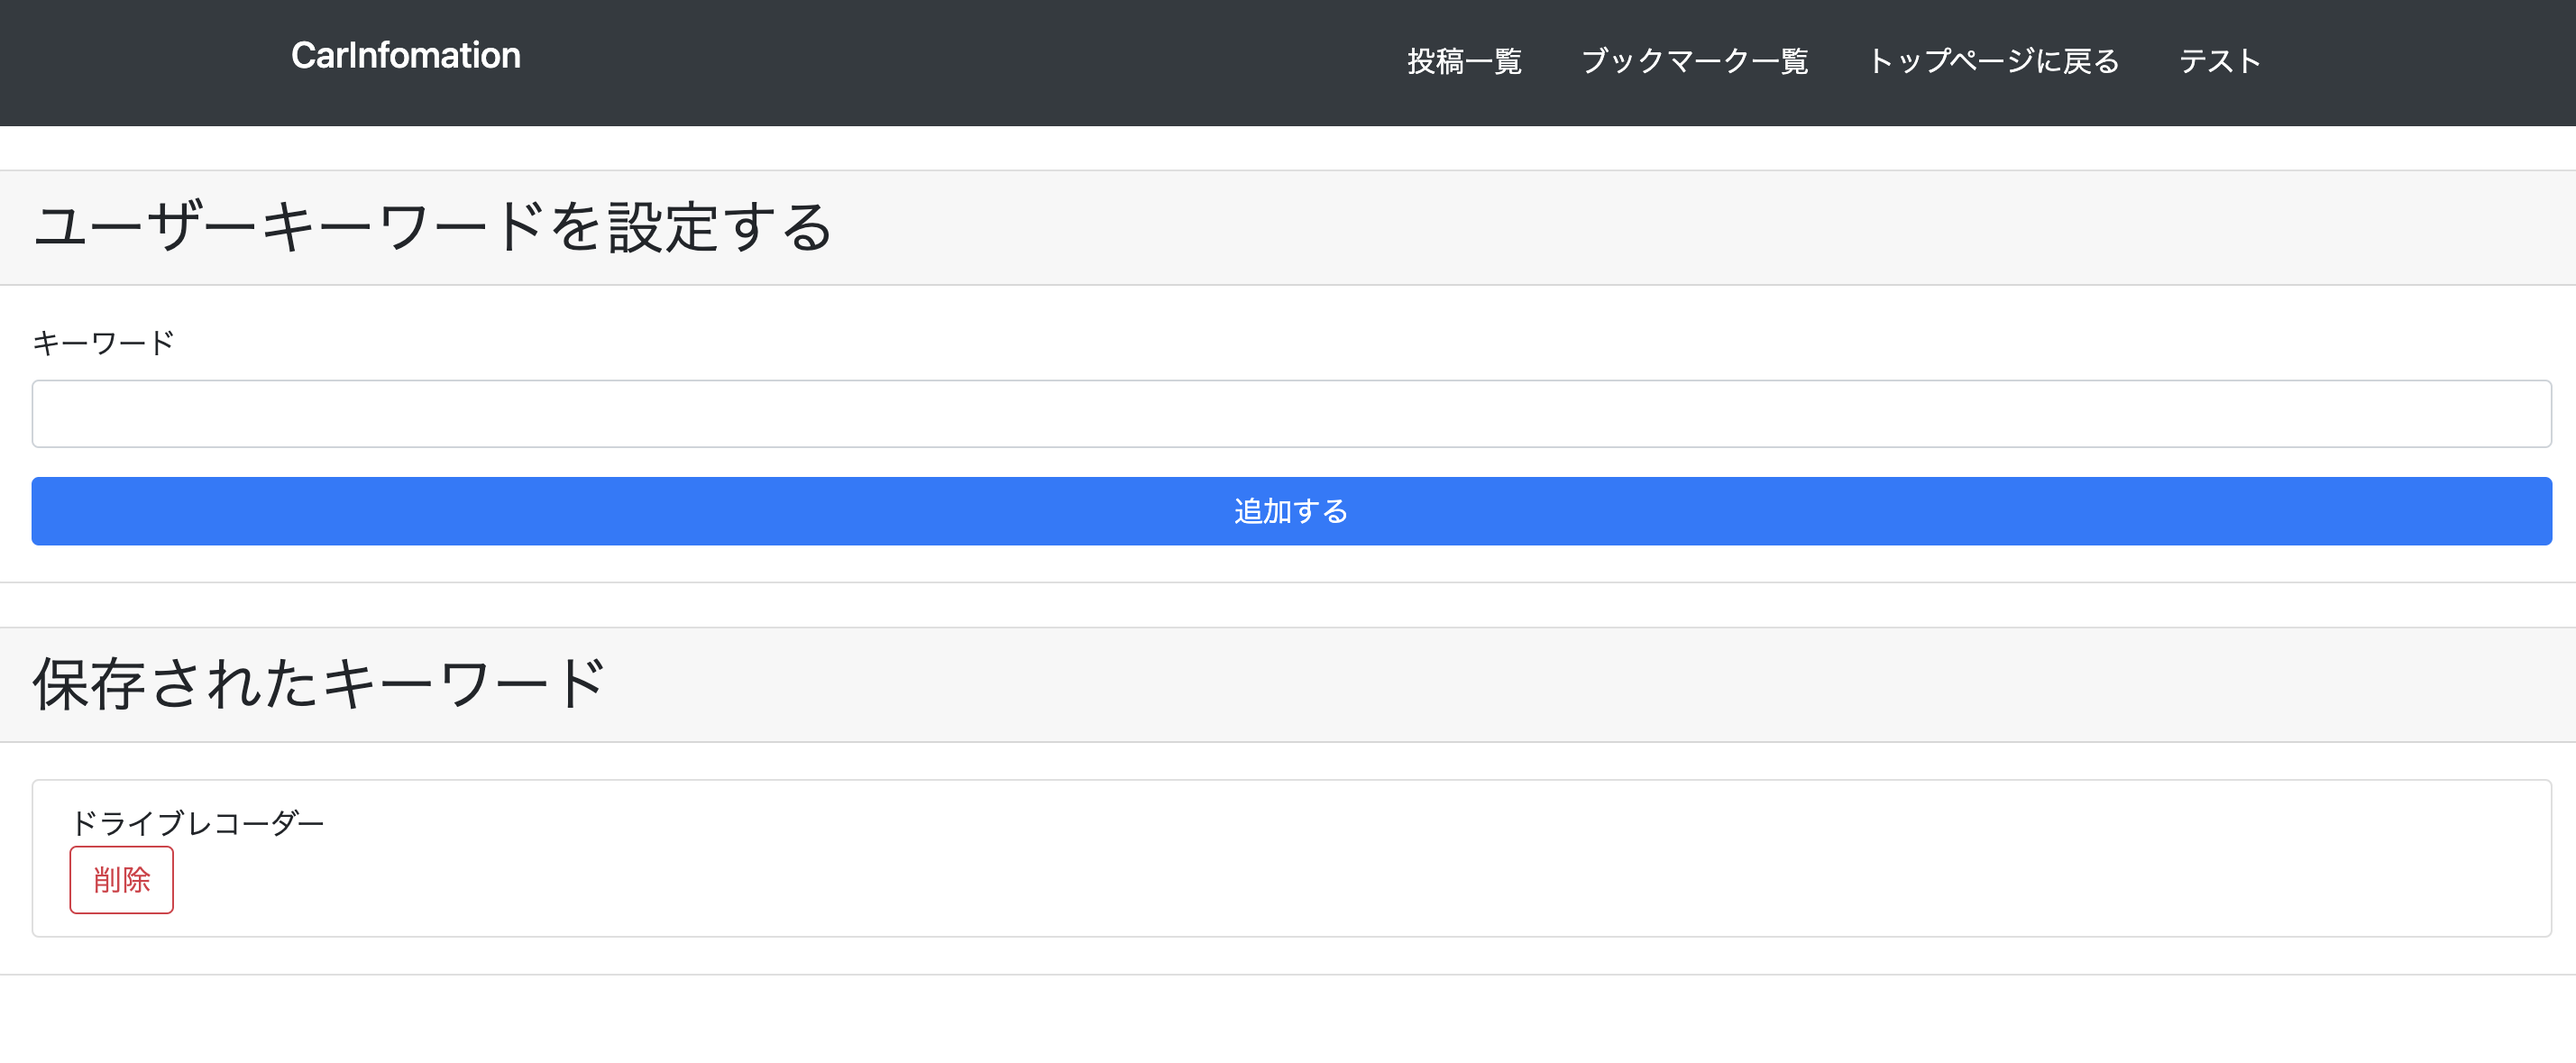 CarInfomation
投稿一覧 ブックマーク一覧 トップページに戻る テスト
ユーザーキーワードを設定する
キーワード
追加する
保存されたキーワード
ドライブレコーダー
削除